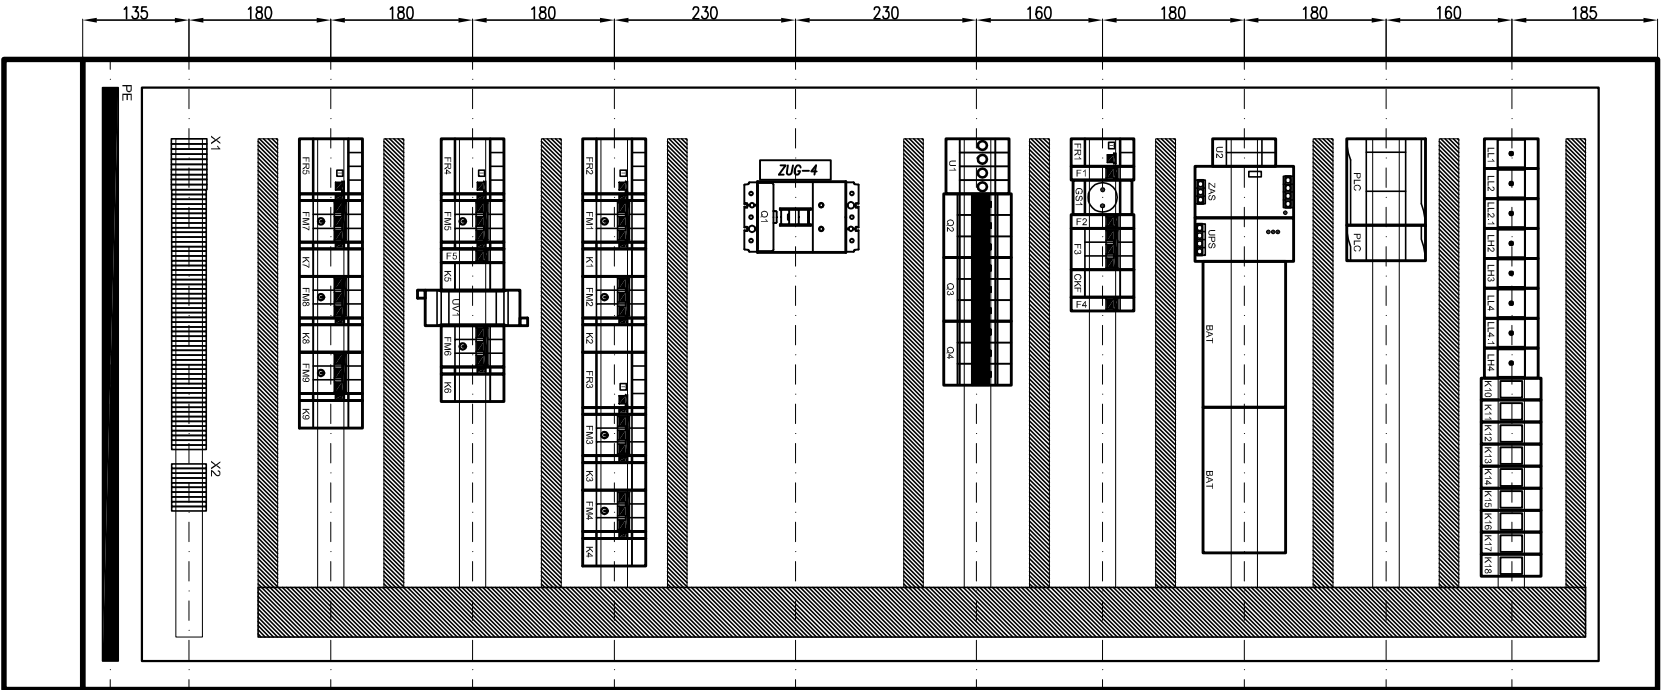 135 180 180 180 230 230 160 180 180 160 185
PE
X1
X2
FR5
FM7
K7
FM8
K8
FM9
K9
FR4
FM5
F5
K5
UV1
FM6
K6
FR2
FM1
K1
FM2
K2
FR3
FM3
K3
FM4
K4
ZUG-4
Q1
U1
Q2
Q3
Q4
FR1
F1
GS1
F2
F3
CKF
F4
U2
ZAS
UPS
BAT
BAT
PLC
PLC
LL1
LL2
LL2.1
LH2
LH3
LL4
LL4.1
LH4
K10
K11
K12
K13
K14
K15
K16
K17
K18